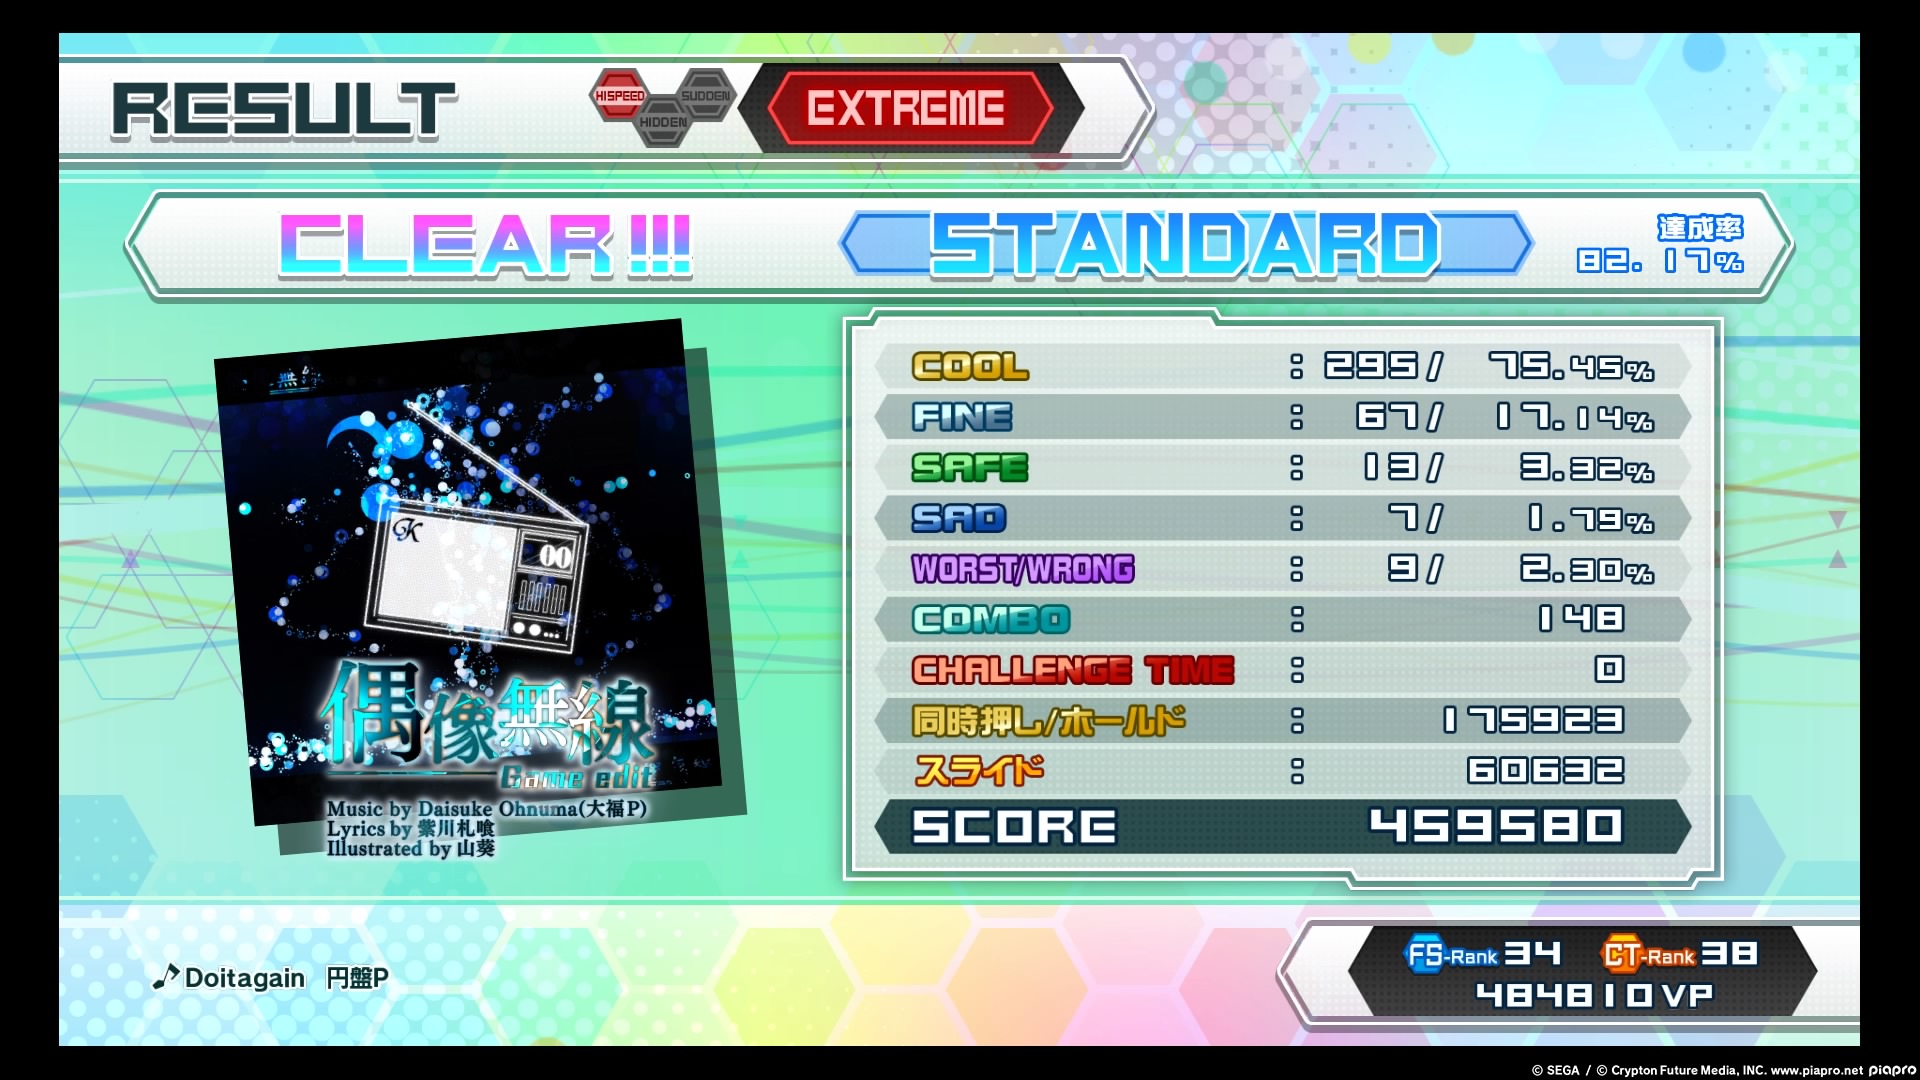 RESULT
HISPEED
HIDDEN
SUDDEN
EXTREME
CLEAR!!!
STANDARD
達成率
82.17%
COOL : 295 / 75.45%
FINE : 67 / 17.14%
SAFE : 13 / 3.32%
SAD : 7 / 1.79%
WORST/WRONG : 9 / 2.30%
COMBO : 148
CHALLENGE TIME : 0
同時押し/ホールド : 175923
スライド : 60632
SCORE 459580
K
00
偶像無線
Game edit
Music by Daisuke Ohnuma(大福P)
Lyrics by 紫川札喰
Illustrated by 山葵
♪Doitagain 円盤P
FS-Rank 34 CT-Rank 38
484810VP
© SEGA / © Crypton Future Media, INC. www.piapro.net piapro